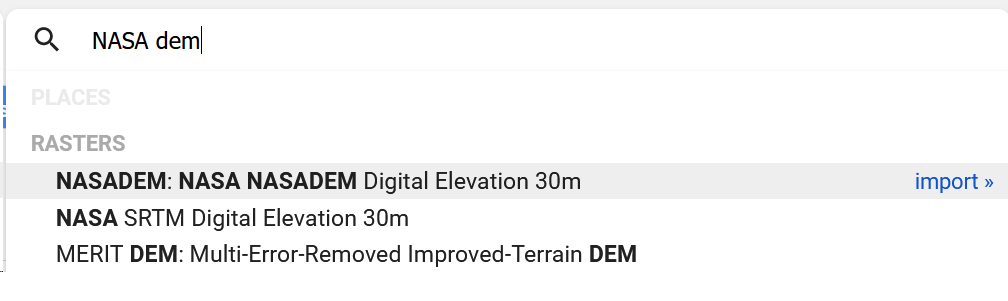 NASA dem
PLACES
RASTERS
NASADEM: NASA NASADEM Digital Elevation 30m import »
NASA SRTM Digital Elevation 30m
MERIT DEM: Multi-Error-Removed Improved-Terrain DEM